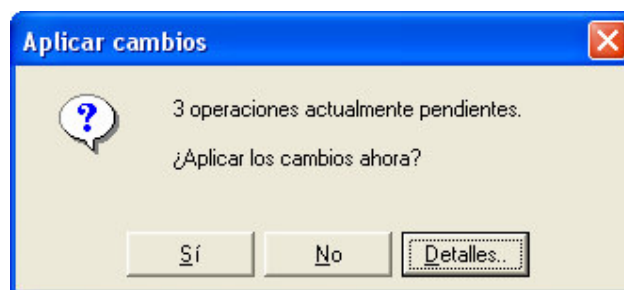 Aplicar cambios
3 operaciones actualmente pendientes.
¿Aplicar los cambios ahora?
Sí No Detalles..